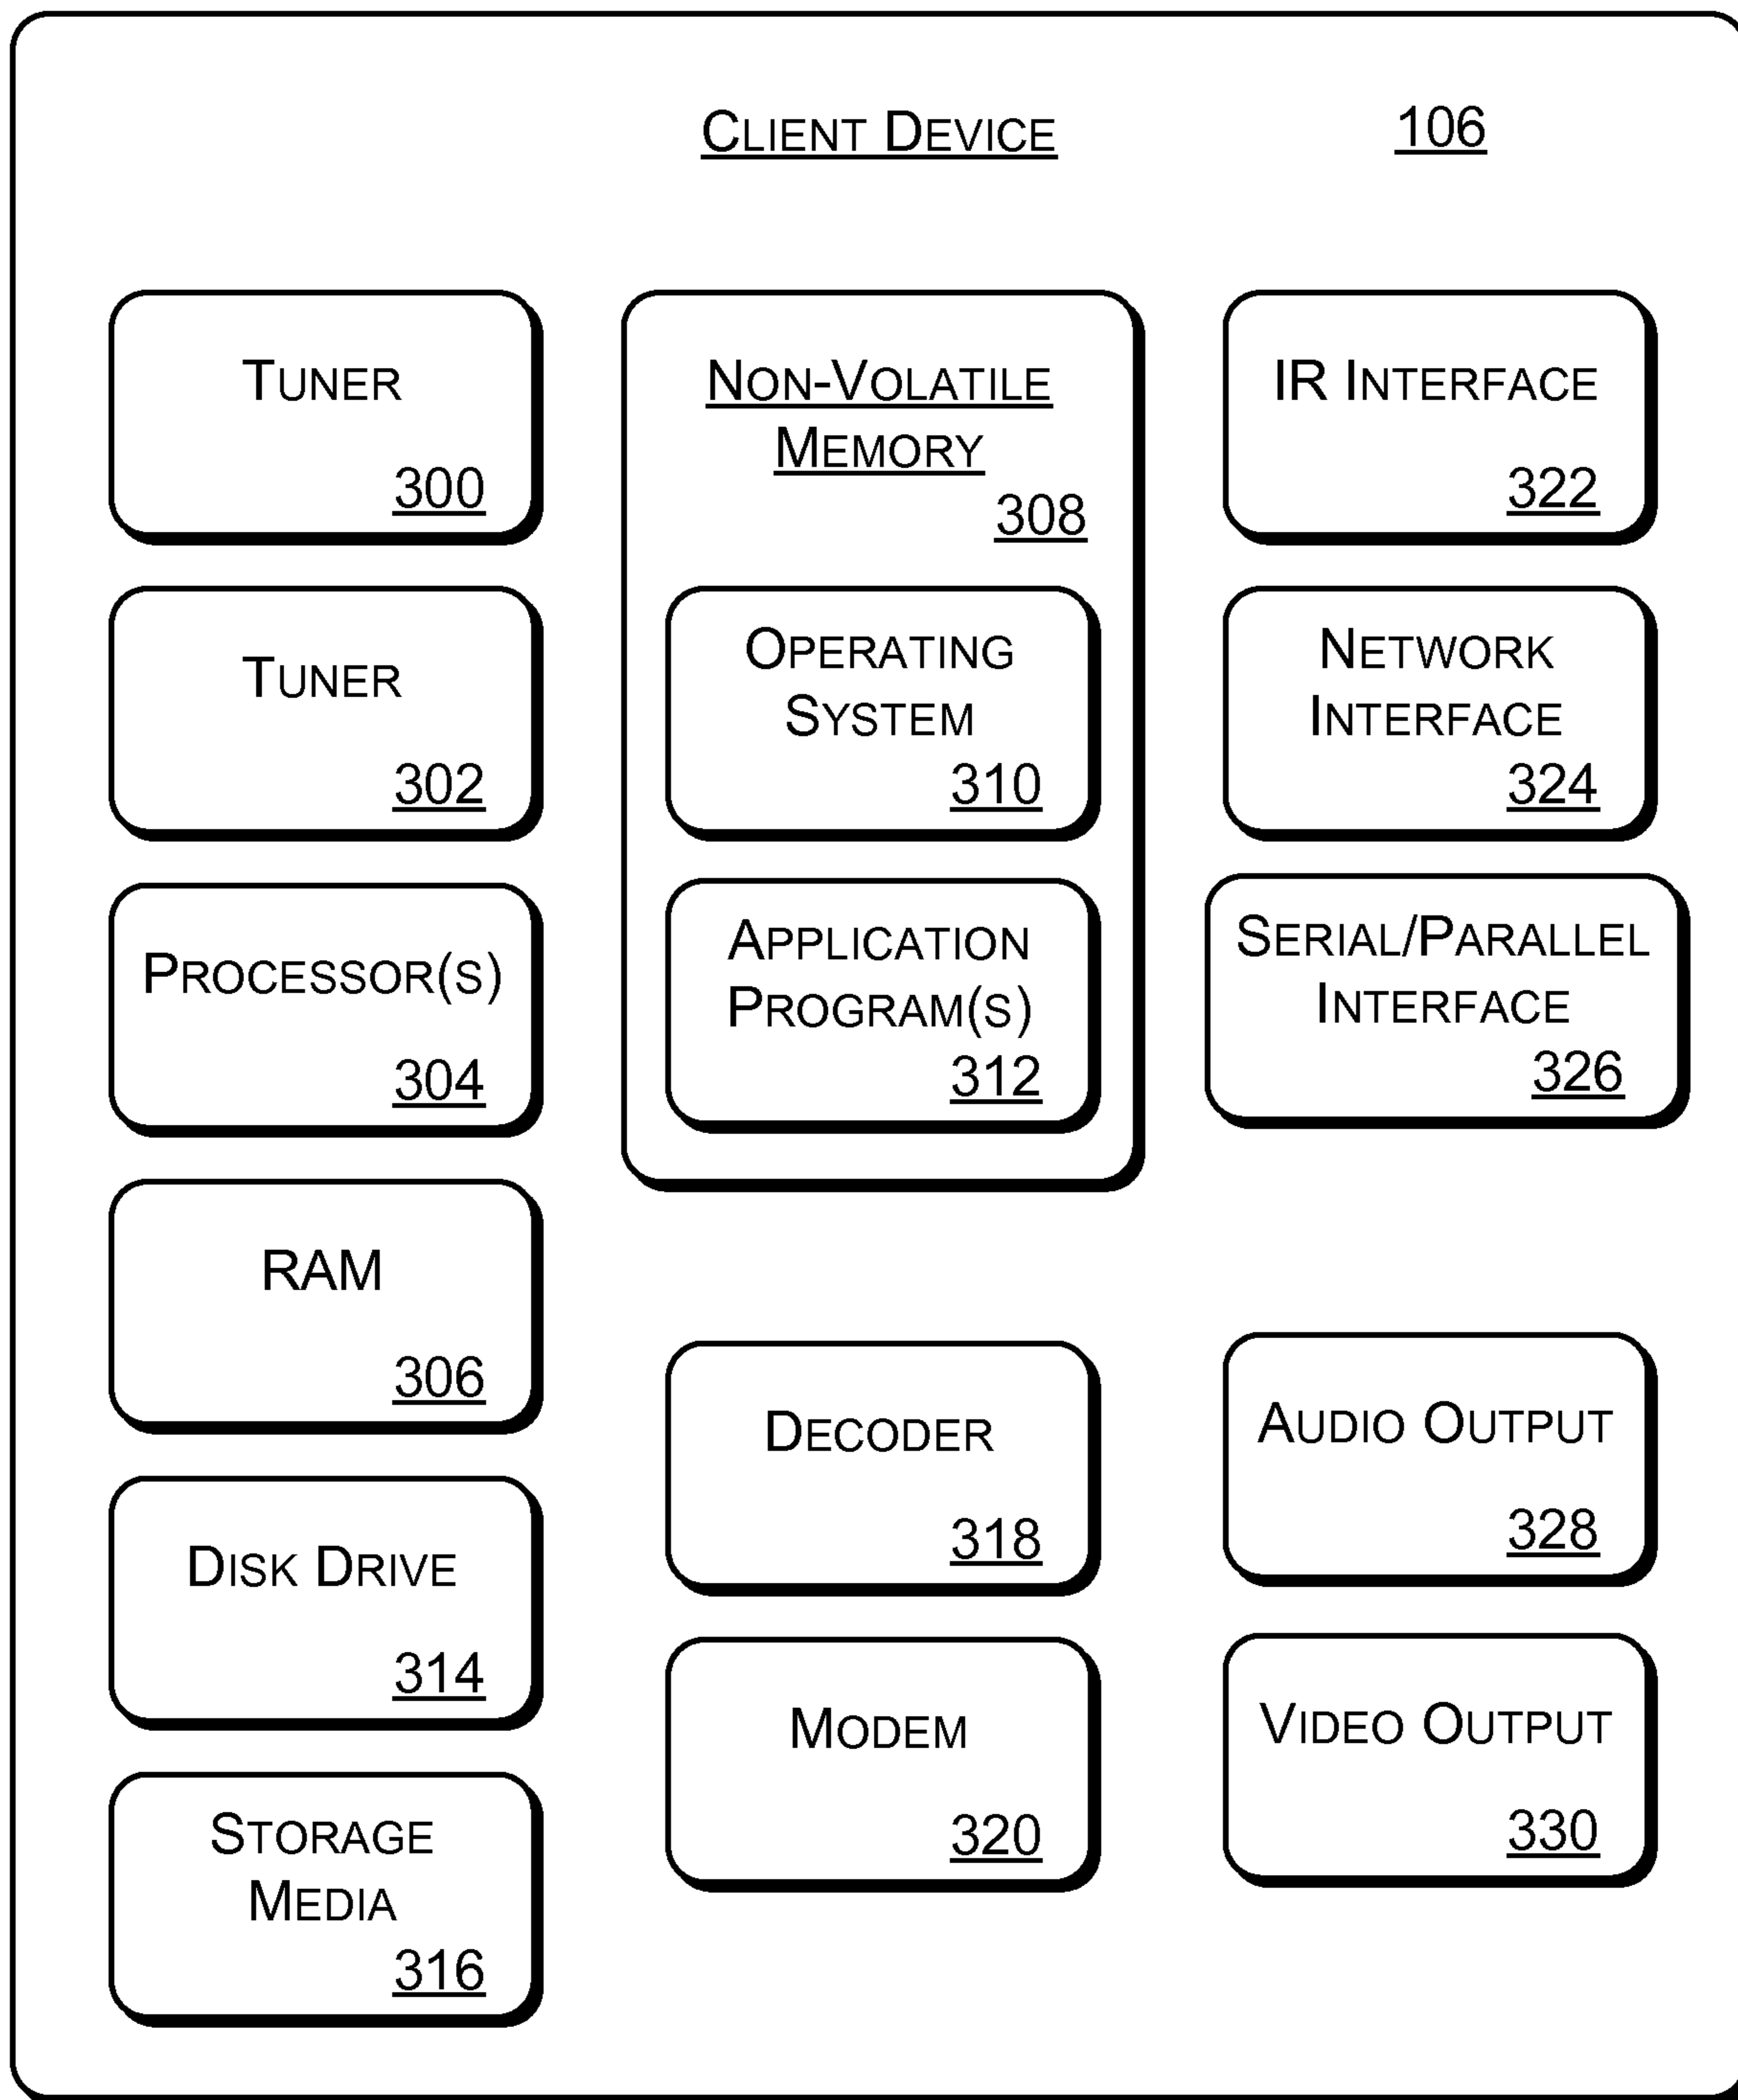 CLIENT DEVICE 106
TUNER
300
TUNER
302
PROCESSOR(S)
304
RAM
306
DISK DRIVE
314
STORAGE
MEDIA
316
NON-VOLATILE
MEMORY
308
OPERATING
SYSTEM
310
APPLICATION
PROGRAM(S)
312
DECODER
318
MODEM
320
IR INTERFACE
322
NETWORK
INTERFACE
324
SERIAL/PARALLEL
INTERFACE
326
AUDIO OUTPUT
328
VIDEO OUTPUT
330